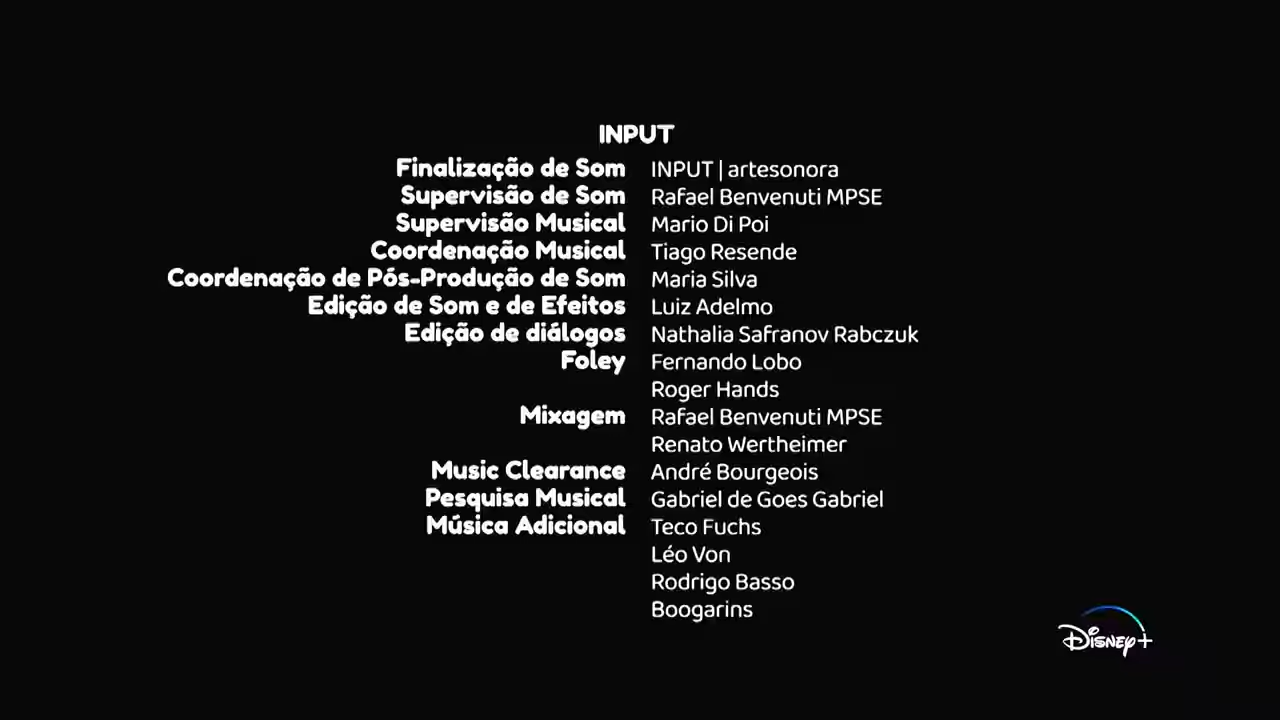 INPUT
Finalização de Som INPUT | artesonora
Supervisão de Som Rafael Benvenuti MPSE
Supervisão Musical Mario Di Poi
Coordenação Musical Tiago Resende
Coordenação de Pós-Produção de Som Maria Silva
Edição de Som e de Efeitos Luiz Adelmo
Edição de diálogos Nathalia Safranov Rabczuk
Foley Fernando Lobo
Roger Hands
Mixagem Rafael Benvenuti MPSE
Renato Wertheimer
Music Clearance André Bourgeois
Pesquisa Musical Gabriel de Goes Gabriel
Música Adicional Teco Fuchs
Léo Von
Rodrigo Basso
Boogarins
Disney+